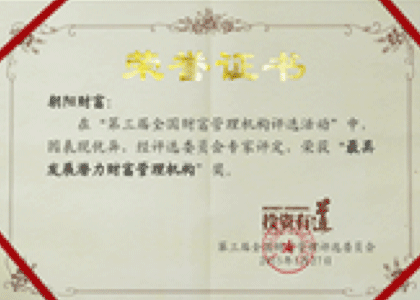 荣誉证书
朝阳财富:
在“第三届全国财富管理机构评选活动”中,
因表现优异,经评选委员会专家评定,荣获“最具
发展潜力财富管理机构”奖。
投资有道
第三届全国财富管理评选委员会